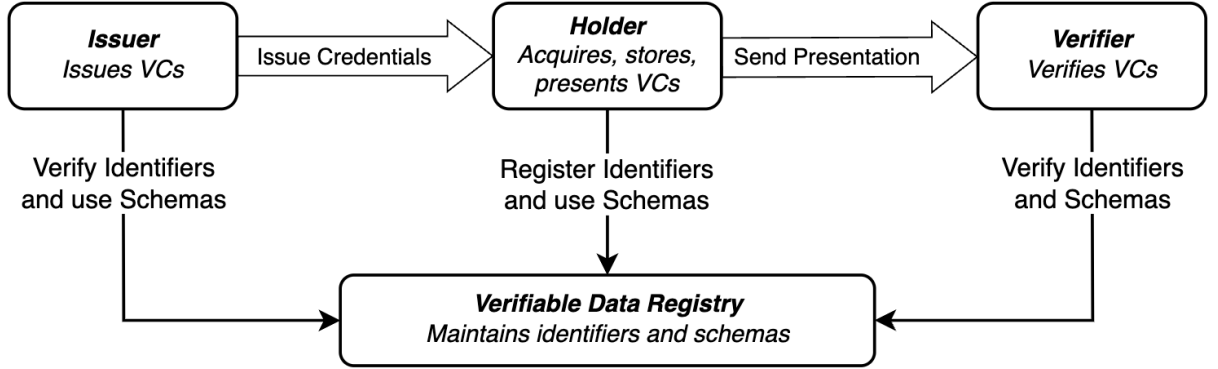 Issuer
Issues VCs
Issue Credentials
Holder
Acquires, stores,
presents VCs
Send Presentation
Verifier
Verifies VCs
Verify Identifiers
and use Schemas
Register Identifiers
and use Schemas
Verify Identifiers
and Schemas
Verifiable Data Registry
Maintains identifiers and schemas